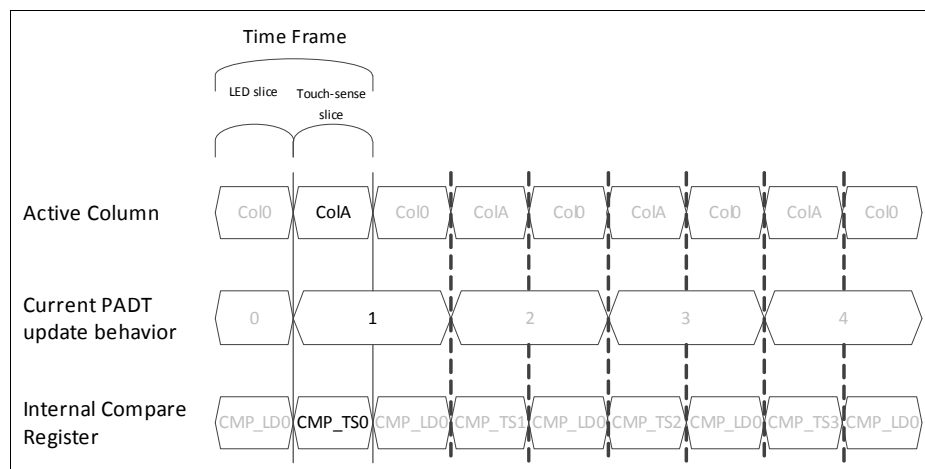 Time Frame
LED slice
Touch-sense
slice
Active Column
Col0
ColA
Col0
ColA
Col0
ColA
Col0
ColA
Col0
Current PADT
update behavior
0
1
2
3
4
Internal Compare
Register
CMP_LD0
CMP_TS0
CMP_LD0
CMP_TS1
CMP_LD0
CMP_TS2
CMP_LD0
CMP_TS3
CMP_LD0